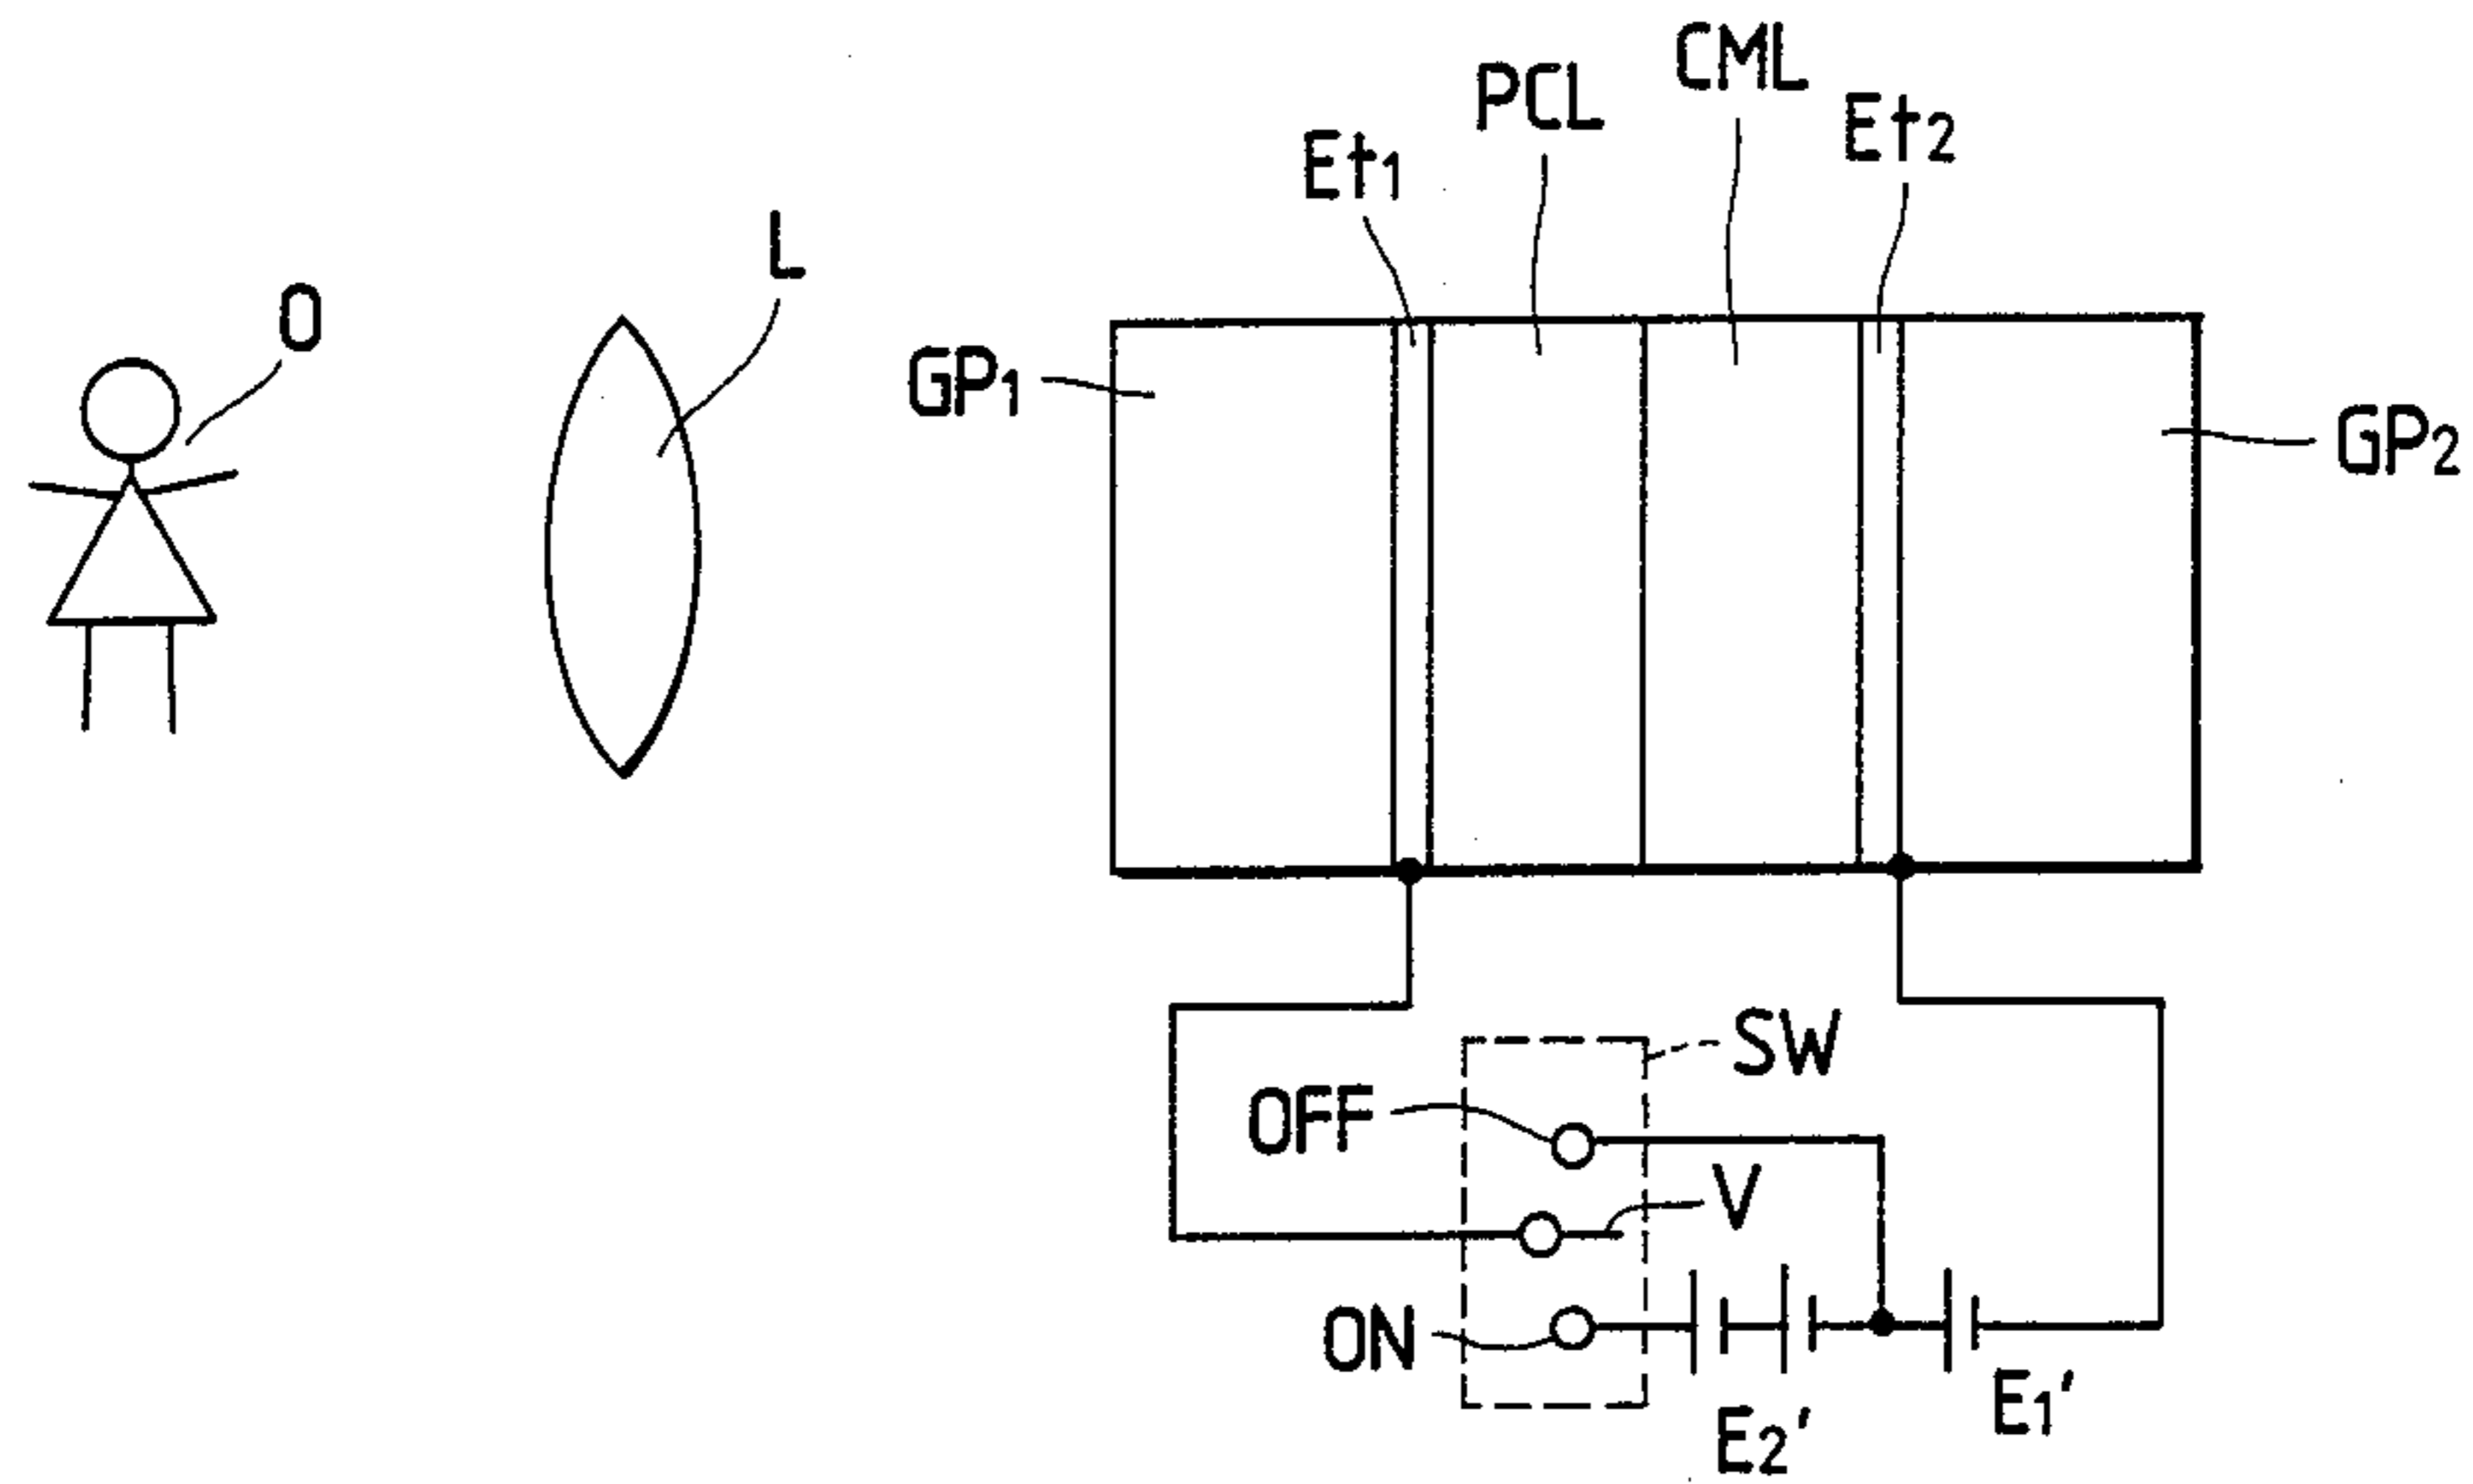 CML
PCL
Et2
Et1
L
O
GP1
GP2
SW
OFF
V
ON
E1'
E2'